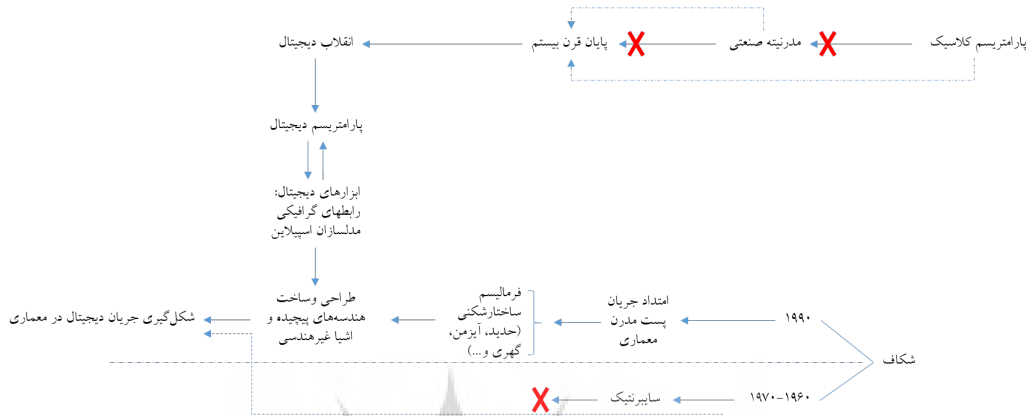 پارامتریسم کلاسیک
مدرنیته صنعتی
پایان قرن بیستم
انقلاب دیجیتال
پارامتریسم دیجیتال
ابزارهای دیجیتال:
رابطهای گرافیکی
مدلسازان اسپیلاین
شکاف
۱۹۹۰
امتداد جریان
پست مدرن
معماری
فرمالیسم
ساختارشکنی
(حدید، آیزمن،
گهری و...)
طراحی وساخت
هندسه‌های پیچیده و
اشیا غیرهندسی
شکل‌گیری جریان دیجیتال در معماری
۱۹۶۰-۱۹۷۰
سایبرنتیک